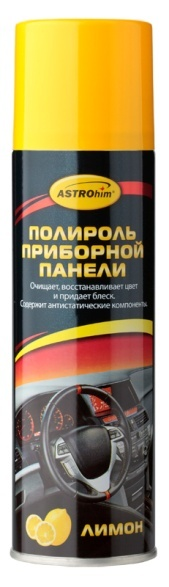 ASTROhim®
ПОЛИРОЛЬ
ПРИБОРНОЙ
ПАНЕЛИ
Очищает, восстанавливает цвет
и придает блеск.
Содержит антистатические компоненты.
ЛИМОН